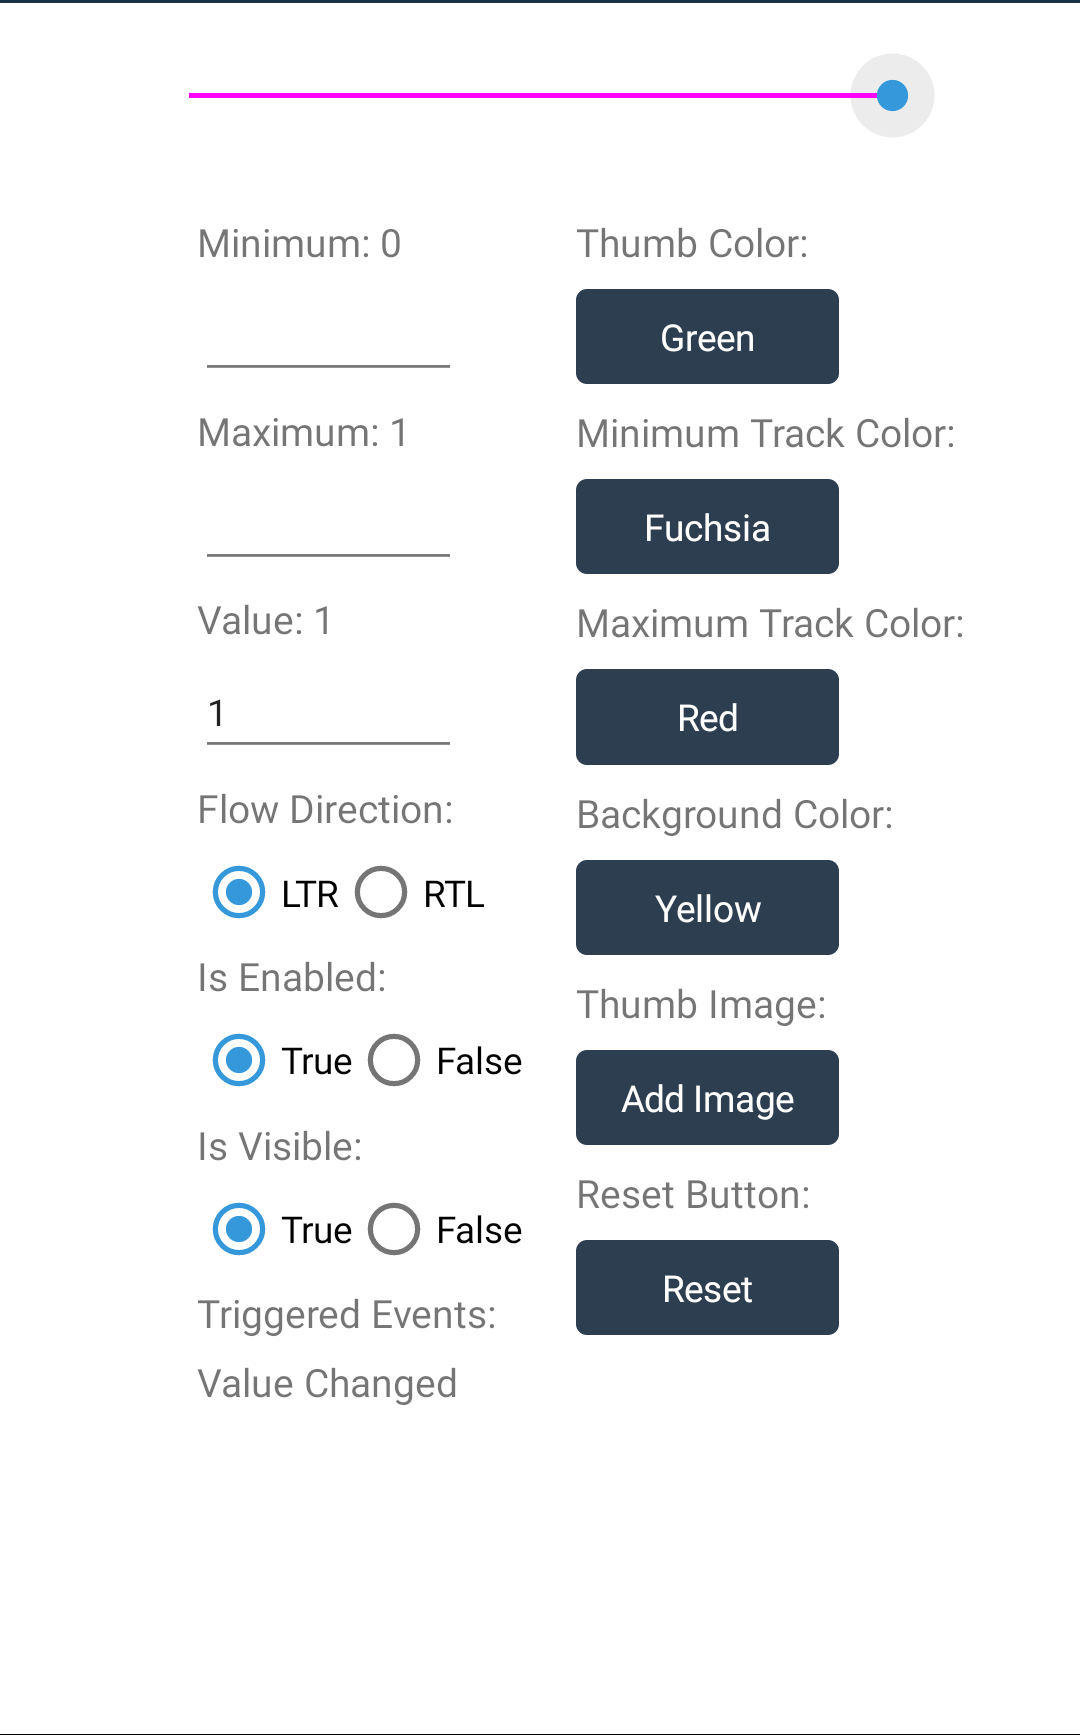 Minimum: 0
Maximum: 1
Value: 1
1
Flow Direction:
LTR RTL
Is Enabled:
True False
Is Visible:
True False
Triggered Events:
Value Changed
Thumb Color:
Green
Minimum Track Color:
Fuchsia
Maximum Track Color:
Red
Background Color:
Yellow
Thumb Image:
Add Image
Reset Button:
Reset